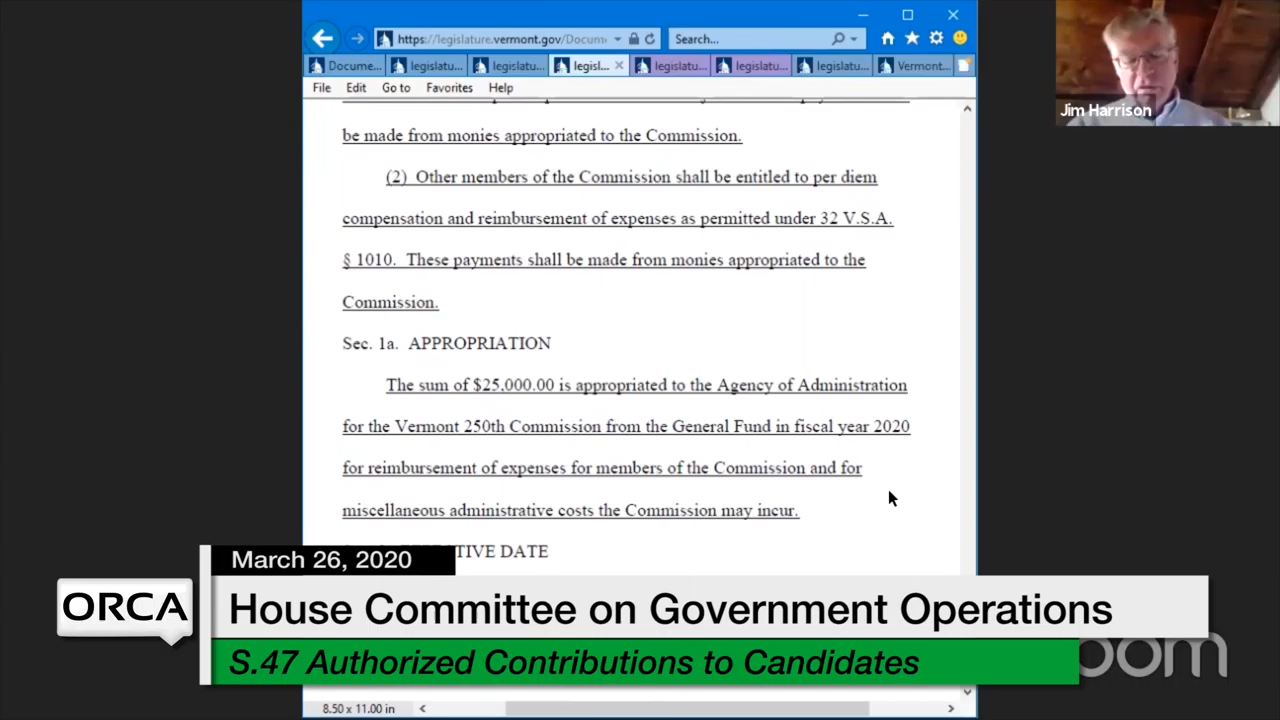 https://legislature.vermont.gov/Docum
Search...
Docume...
legislatu...
legislatu...
legisl...
legislatu...
legislatu...
legislatu...
Vermont...
File Edit Go to Favorites Help
be made from monies appropriated to the Commission.
(2) Other members of the Commission shall be entitled to per diem
compensation and reimbursement of expenses as permitted under 32 V.S.A.
§ 1010. These payments shall be made from monies appropriated to the
Commission.
Sec. 1a. APPROPRIATION
The sum of $25,000.00 is appropriated to the Agency of Administration
for the Vermont 250th Commission from the General Fund in fiscal year 2020
for reimbursement of expenses for members of the Commission and for
miscellaneous administrative costs the Commission may incur.
TIVE DATE
8.50 x 11.00 in
Jim Harrison
March 26, 2020
ORCA
House Committee on Government Operations
S.47 Authorized Contributions to Candidates
oom